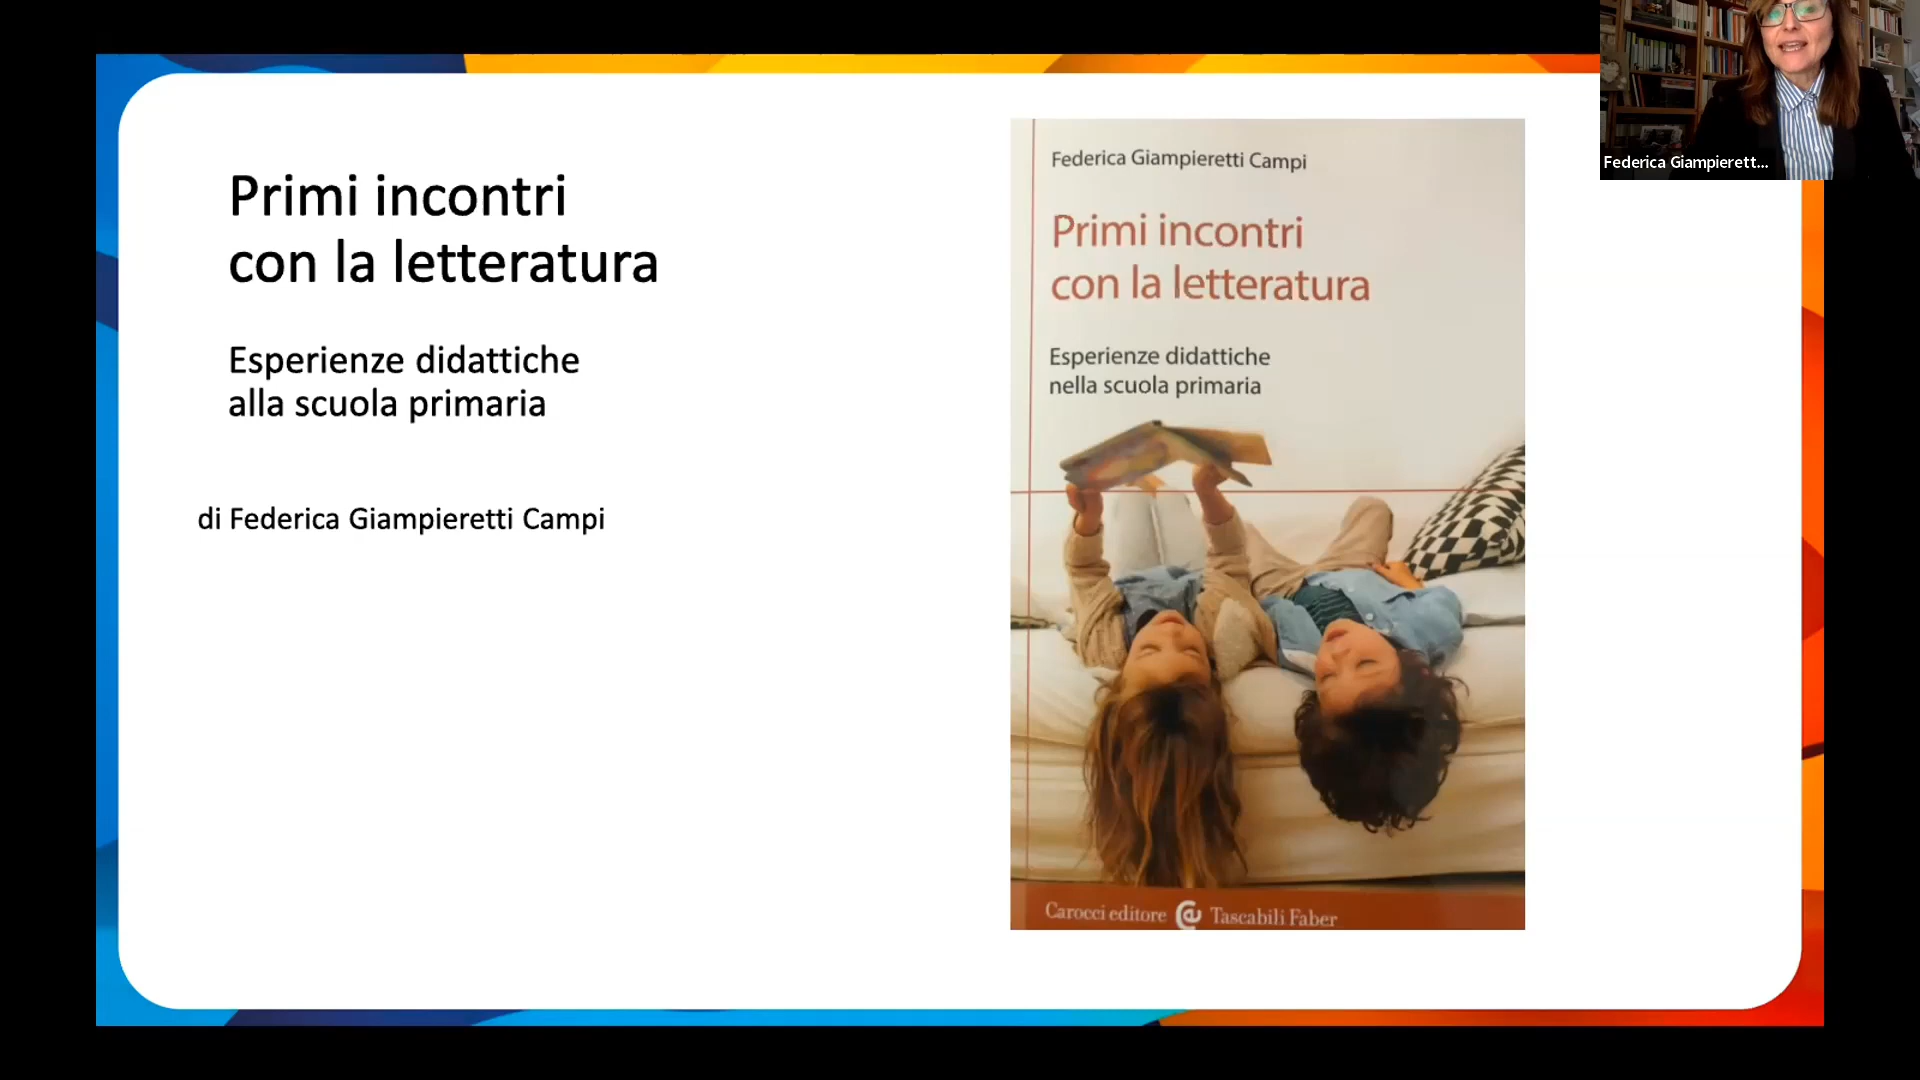 Primi incontri
con la letteratura
Esperienze didattiche
alla scuola primaria
di Federica Giampieretti Campi
Federica Giampieretti Campi
Primi incontri
con la letteratura
Esperienze didattiche
nella scuola primaria
Carocci editore Tascabili Faber
Federica Giampierett...